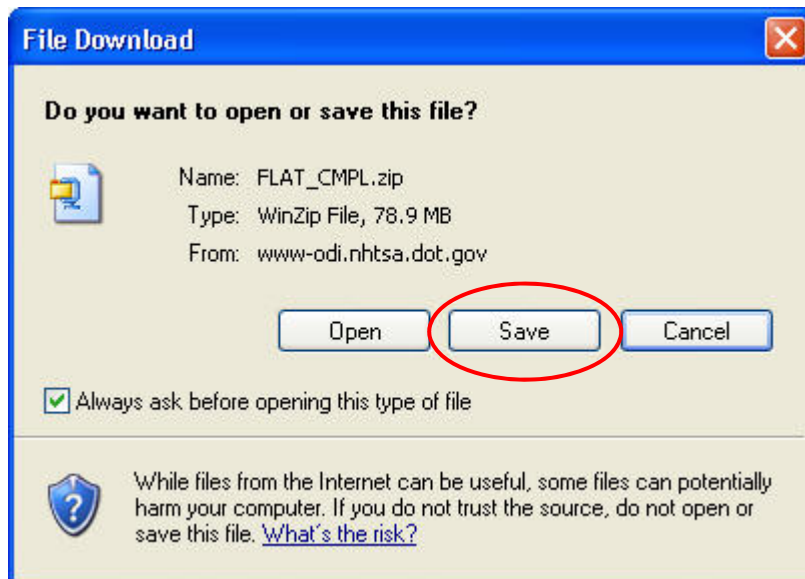 File Download
Do you want to open or save this file?
Name: FLAT_CMPL.zip
Type: WinZip File, 78.9 MB
From: www-odi.nhtsa.dot.gov
Open Save Cancel
Always ask before opening this type of file
While files from the Internet can be useful, some files can potentially
harm your computer. If you do not trust the source, do not open or
save this file. What's the risk?